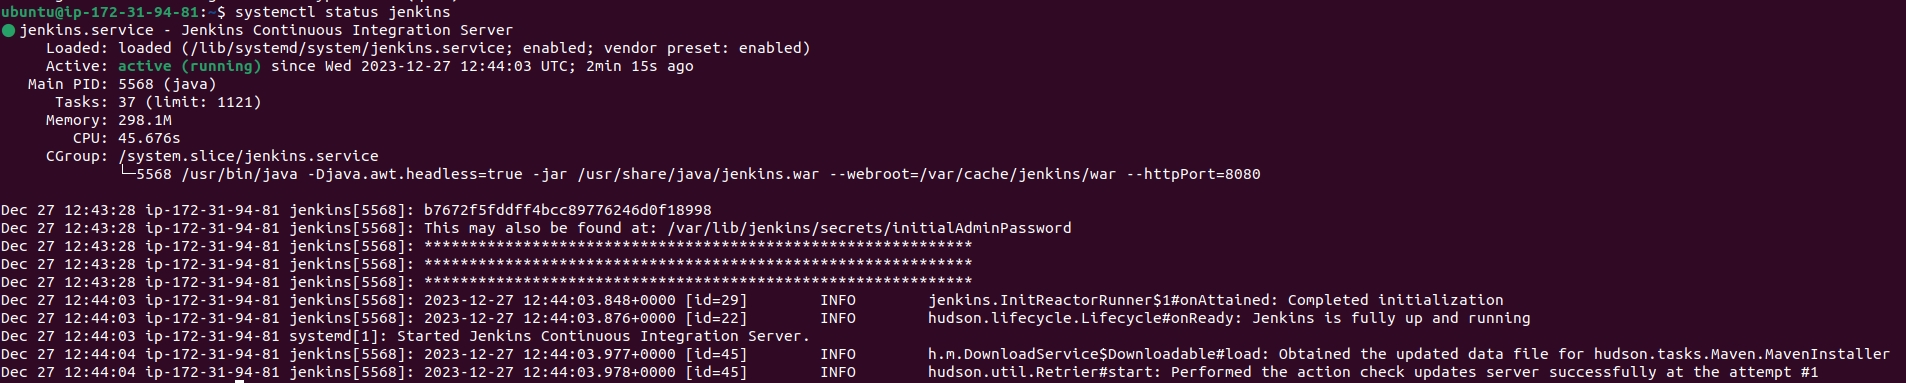 ubuntu@ip-172-31-94-81:~$ systemctl status jenkins
● jenkins.service - Jenkins Continuous Integration Server
     Loaded: loaded (/lib/systemd/system/jenkins.service; enabled; vendor preset: enabled)
     Active: active (running) since Wed 2023-12-27 12:44:03 UTC; 2min 15s ago
   Main PID: 5568 (java)
      Tasks: 37 (limit: 1121)
     Memory: 298.1M
        CPU: 45.676s
     CGroup: /system.slice/jenkins.service
             └─5568 /usr/bin/java -Djava.awt.headless=true -jar /usr/share/java/jenkins.war --webroot=/var/cache/jenkins/war --httpPort=8080
Dec 27 12:43:28 ip-172-31-94-81 jenkins[5568]: b7672f5fddff4bcc89776246d0f18998
Dec 27 12:43:28 ip-172-31-94-81 jenkins[5568]: This may also be found at: /var/lib/jenkins/secrets/initialAdminPassword
Dec 27 12:43:28 ip-172-31-94-81 jenkins[5568]: *************************************************************
Dec 27 12:43:28 ip-172-31-94-81 jenkins[5568]: *************************************************************
Dec 27 12:43:28 ip-172-31-94-81 jenkins[5568]: *************************************************************
Dec 27 12:44:03 ip-172-31-94-81 jenkins[5568]: 2023-12-27 12:44:03.848+0000 [id=29]        INFO        jenkins.InitReactorRunner$1#onAttained: Completed initialization
Dec 27 12:44:03 ip-172-31-94-81 jenkins[5568]: 2023-12-27 12:44:03.876+0000 [id=22]        INFO        hudson.lifecycle.Lifecycle#onReady: Jenkins is fully up and running
Dec 27 12:44:03 ip-172-31-94-81 systemd[1]: Started Jenkins Continuous Integration Server.
Dec 27 12:44:04 ip-172-31-94-81 jenkins[5568]: 2023-12-27 12:44:03.977+0000 [id=45]        INFO        h.m.DownloadService$Downloadable#load: Obtained the updated data file for hudson.tasks.Maven.MavenInstaller
Dec 27 12:44:04 ip-172-31-94-81 jenkins[5568]: 2023-12-27 12:44:03.978+0000 [id=45]        INFO        hudson.util.Retrier#start: Performed the action check updates server successfully at the attempt #1